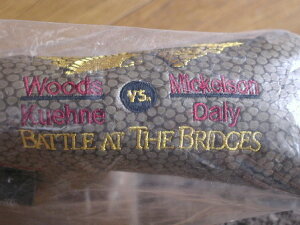 Woods VS. Mickelson
Kuehne Daly
BATTLE AT THE BRIDGES